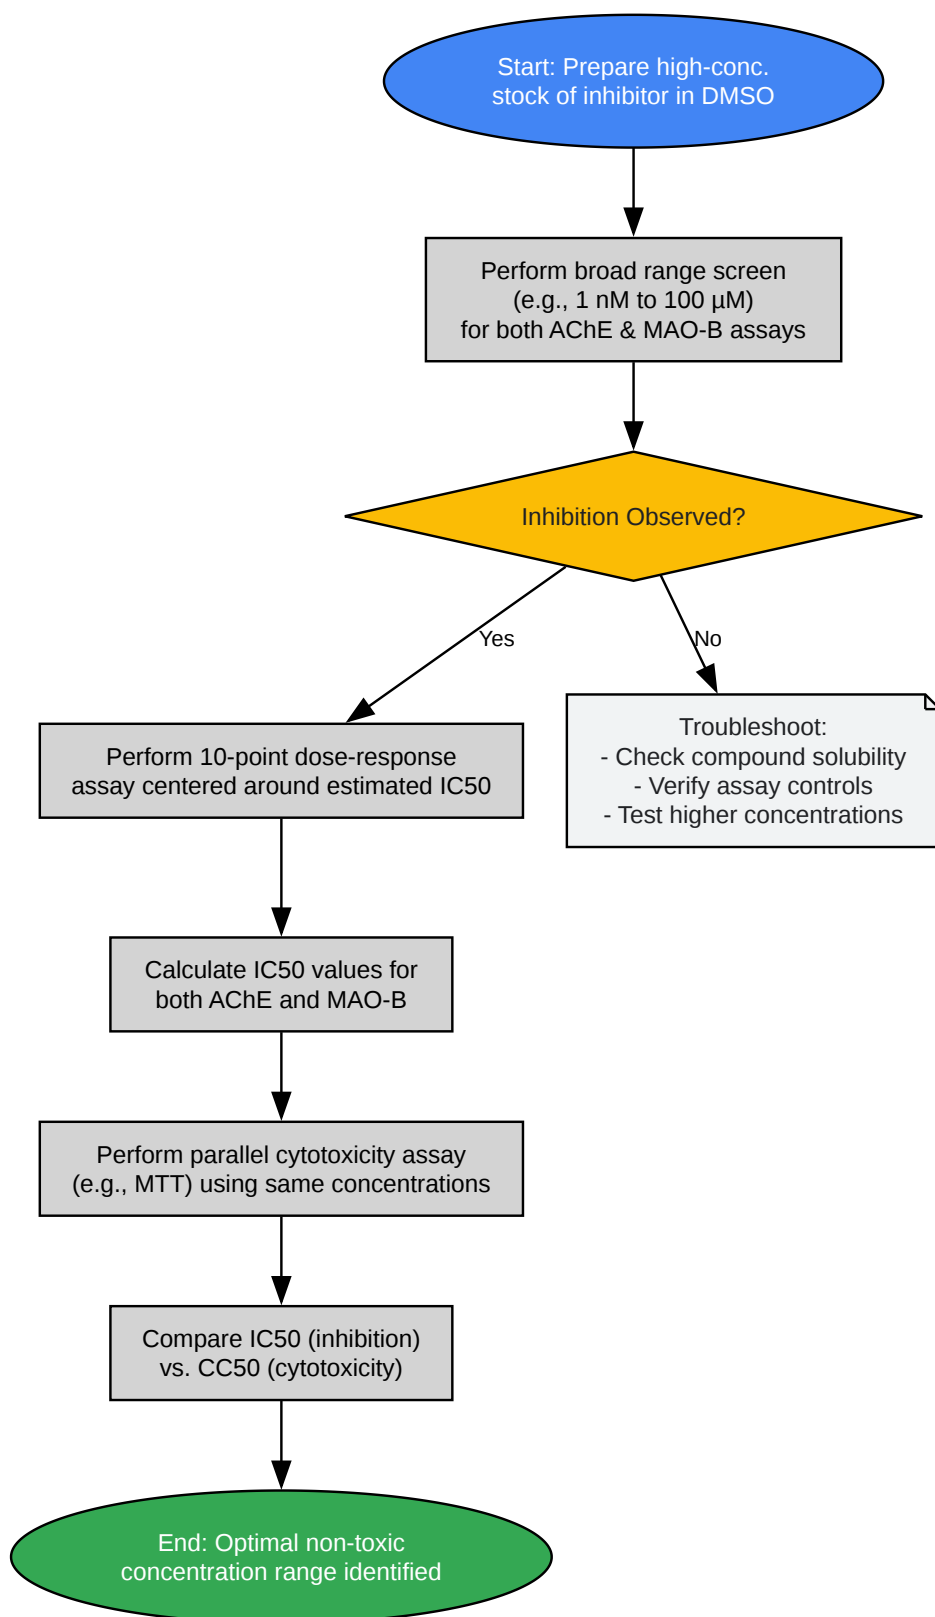 Start: Prepare high-conc.
stock of inhibitor in DMSO
Perform broad range screen
(e.g., 1 nM to 100 µM)
for both AChE & MAO-B assays
Inhibition Observed?
Yes
No
Perform 10-point dose-response
assay centered around estimated IC50
Troubleshoot:
- Check compound solubility
- Verify assay controls
- Test higher concentrations
Calculate IC50 values for
both AChE and MAO-B
Perform parallel cytotoxicity assay
(e.g., MTT) using same concentrations
Compare IC50 (inhibition)
vs. CC50 (cytotoxicity)
End: Optimal non-toxic
concentration range identified